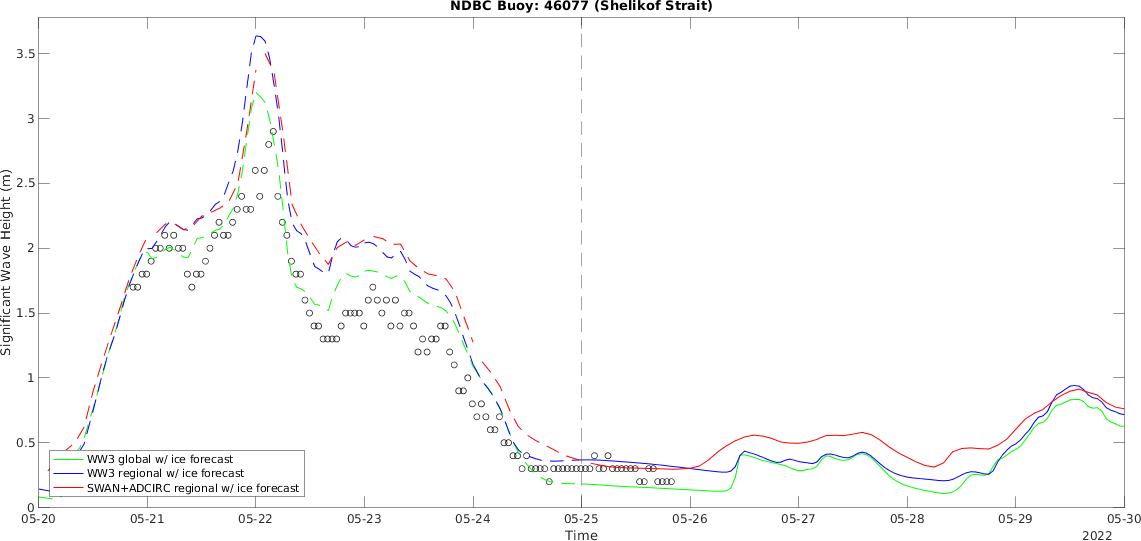 NDBC Buoy: 46077 (Shelikof Strait)
Significant Wave Height (m)
3.5
3
2.5
2
1.5
1
0.5
0
WW3 global w/ ice forecast
WW3 regional w/ ice forecast
SWAN+ADCIRC regional w/ ice forecast
05-20 05-21 05-22 05-23 05-24 05-25 05-26 05-27 05-28 05-29 05-30
Time
2022